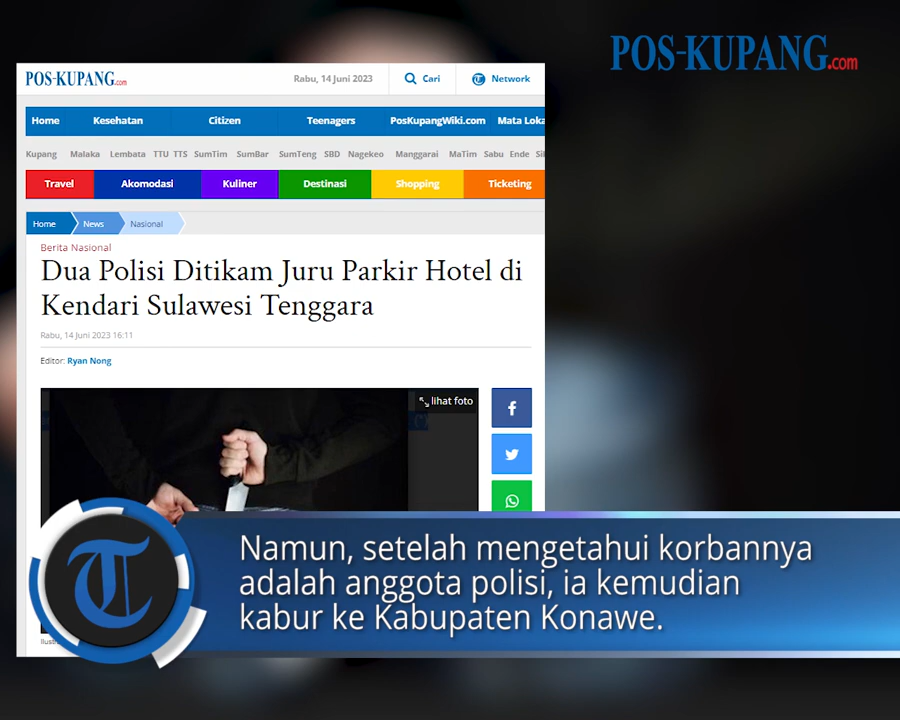 POS-KUPANG.com
POS-KUPANG.com
Rabu, 14 Juni 2023
Cari
Network
Home Kesehatan Citizen Teenagers PosKupangWiki.com Mata Loka
Kupang Malaka Lembata TTU TTS SumTim SumBar SumTeng SBD Nagekeo Manggarai MaTim Sabu Ende
Travel Akomodasi Kuliner Destinasi Shopping Ticketing
Home News Nasional
Berita Nasional
Dua Polisi Ditikam Juru Parkir Hotel di
Kendari Sulawesi Tenggara
Rabu, 14 Juni 2023 16:11
Editor: Ryan Nong
lihat foto
Namun, setelah mengetahui korbannya
adalah anggota polisi, ia kemudian
kabur ke Kabupaten Konawe.